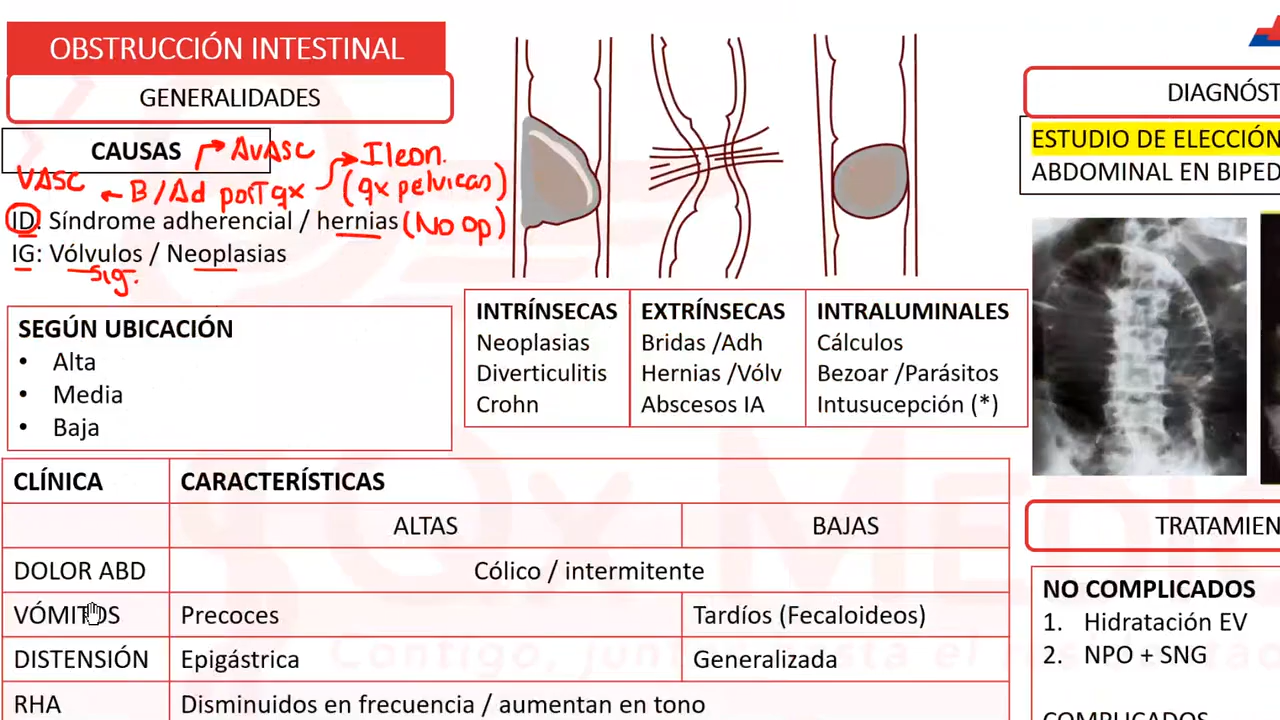 OBSTRUCCIÓN INTESTINAL
GENERALIDADES
CAUSAS
AVASC
Ileon.
VASC
B/Ad post qx
(qx pelvicas)
ID: Síndrome adherencial / hernias (No op)
IG: Vólvulos / Neoplasias
Sig.
SEGÚN UBICACIÓN
• Alta
• Media
• Baja
INTRÍNSECAS
Neoplasias
Diverticulitis
Crohn
EXTRÍNSECAS
Bridas /Adh
Hernias /Vólv
Abscesos IA
INTRALUMINALES
Cálculos
Bezoar /Parásitos
Intusucepción (*)
CLÍNICA CARACTERÍSTICAS
ALTAS BAJAS
DOLOR ABD Cólico / intermitente
VÓMITOS Precoces Tardíos (Fecaloideos)
DISTENSIÓN Epigástrica Generalizada
RHA Disminuidos en frecuencia / aumentan en tono
DIAGNÓST
ESTUDIO DE ELECCIÓN
ABDOMINAL EN BIPED
TRATAMIEN
NO COMPLICADOS
1. Hidratación EV
2. NPO + SNG
COMPLICADOS